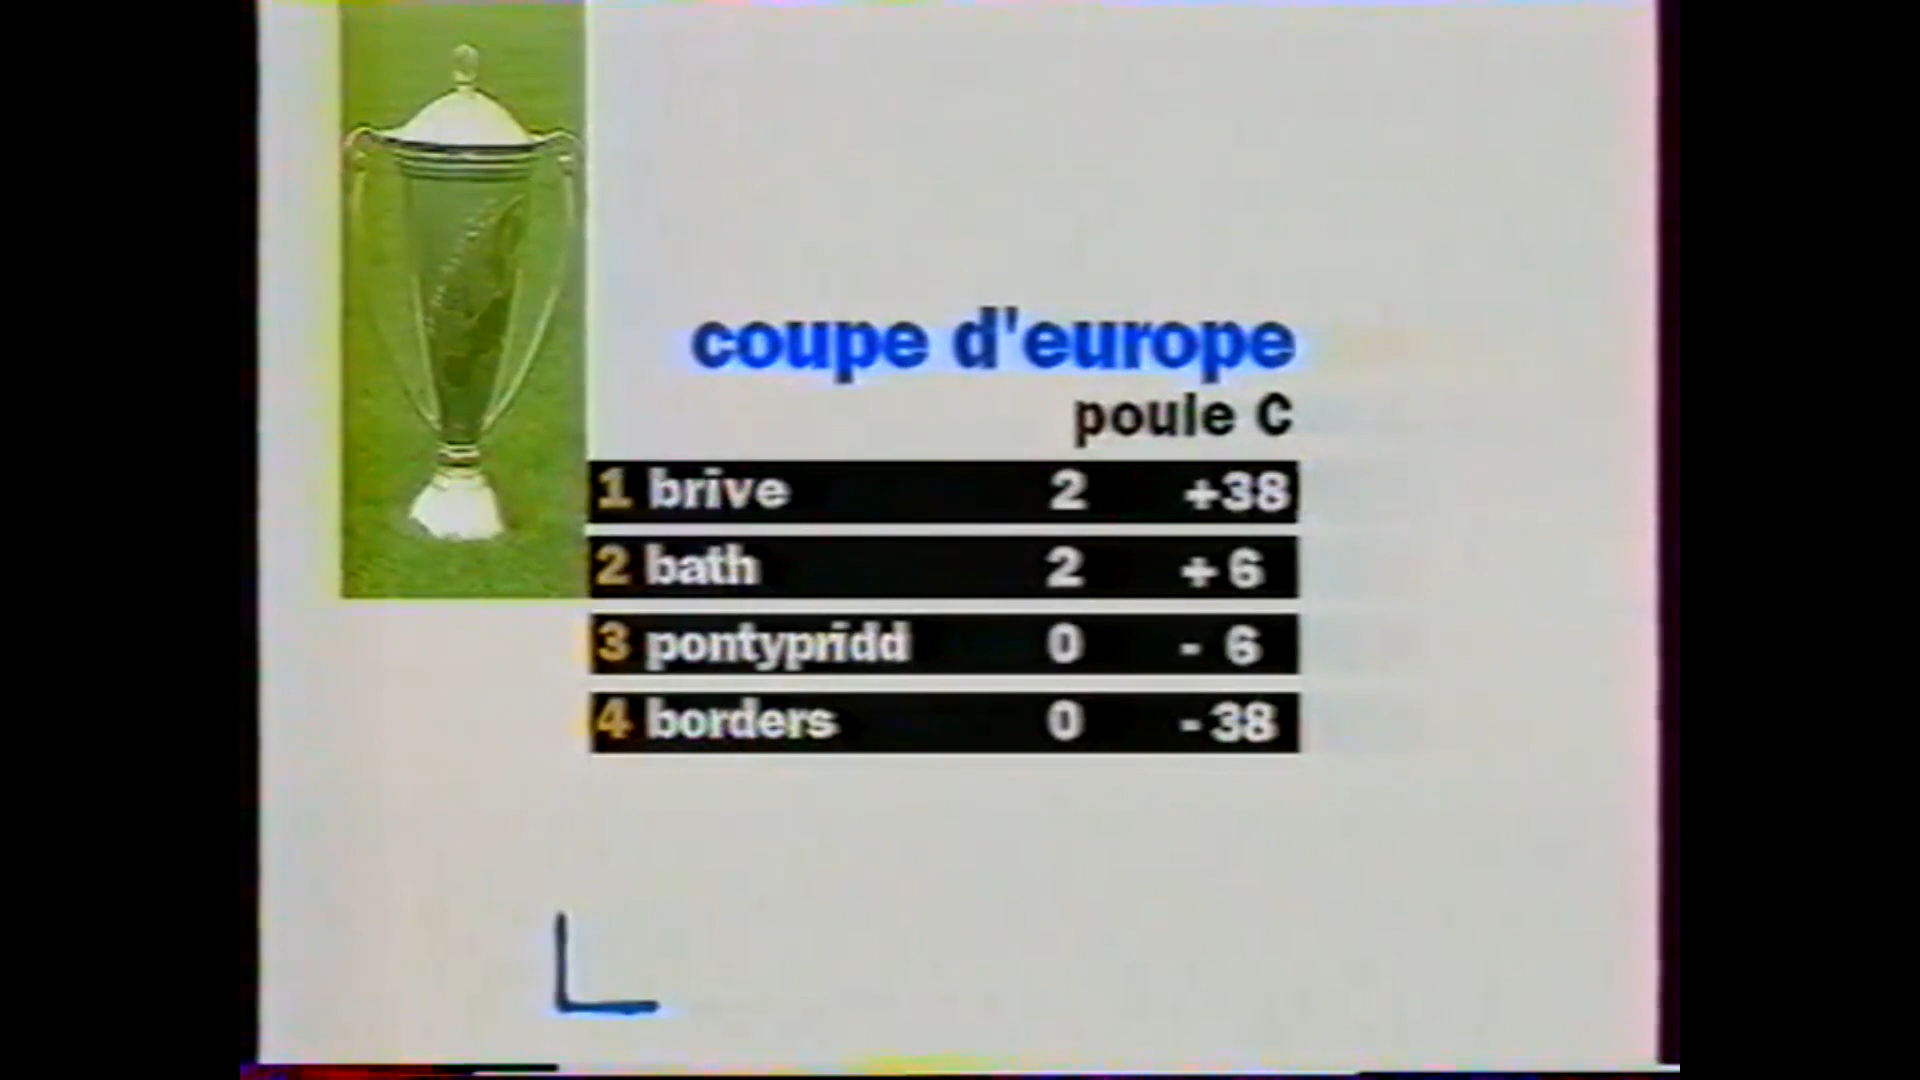 coupe d'europe
poule C
1 brive 2 +38
2 bath 2 + 6
3 pontypridd 0 - 6
4 borders 0 - 38